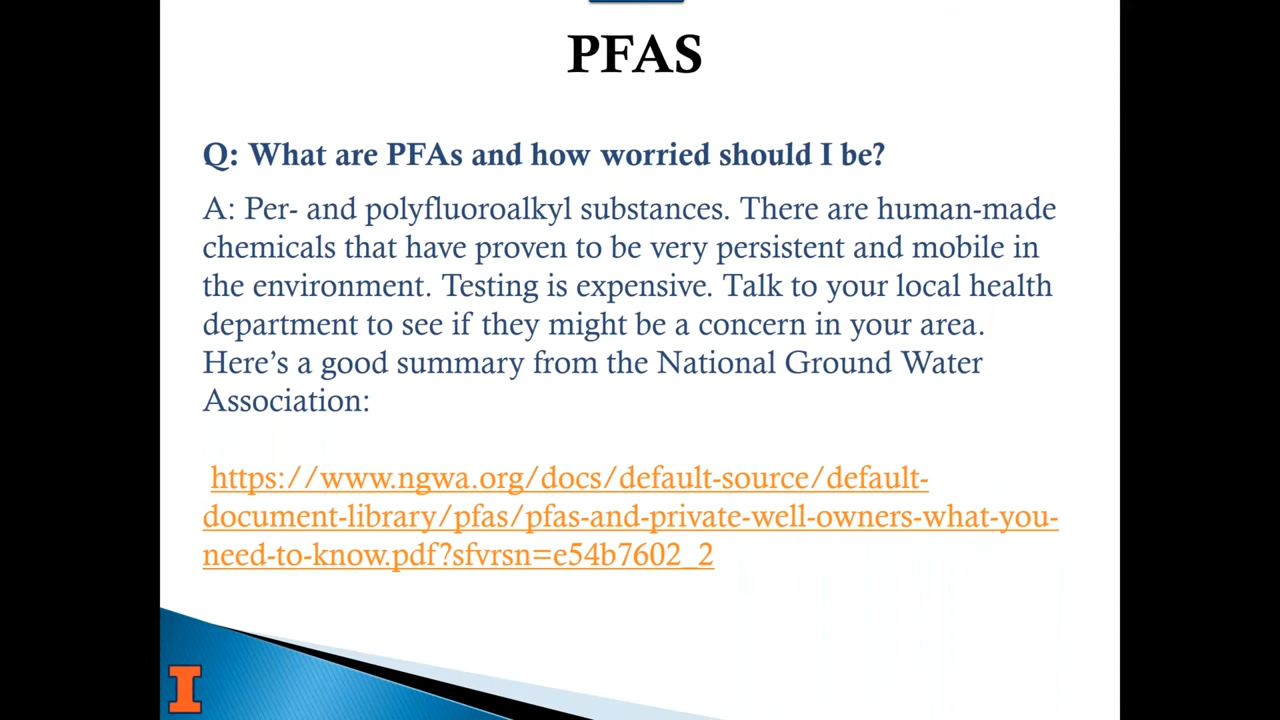 PFAS
Q: What are PFAs and how worried should I be?
A: Per- and polyfluoroalkyl substances. There are human-made
chemicals that have proven to be very persistent and mobile in
the environment. Testing is expensive. Talk to your local health
department to see if they might be a concern in your area.
Here’s a good summary from the National Ground Water
Association:
https://www.ngwa.org/docs/default-source/default-
document-library/pfas/pfas-and-private-well-owners-what-you-
need-to-know.pdf?sfvrsn=e54b7602_2
I